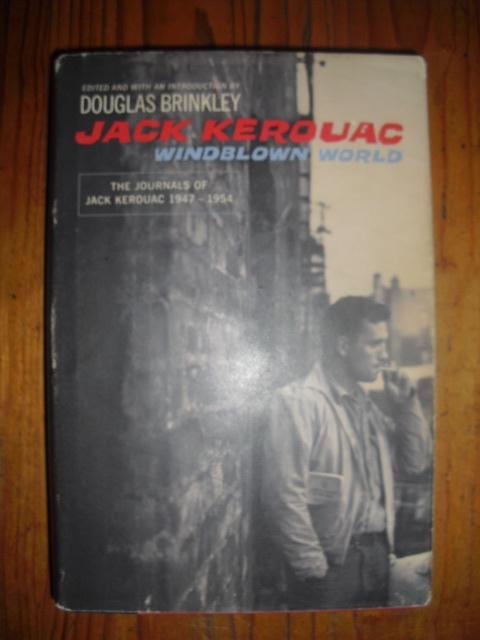 EDITED AND WITH AN INTRODUCTION BY
DOUGLAS BRINKLEY
JACK KEROUAC
WINDBLOWN WORLD
THE JOURNALS OF
JACK KEROUAC 1947 - 1954